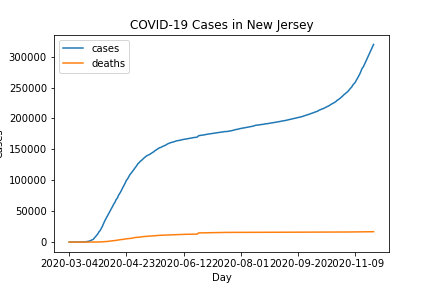 COVID-19 Cases in New Jersey
cases
deaths
300000
250000
200000
150000
100000
50000
0
Cases
2020-03-04
2020-04-23
2020-06-12
2020-08-01
2020-09-20
2020-11-09
Day